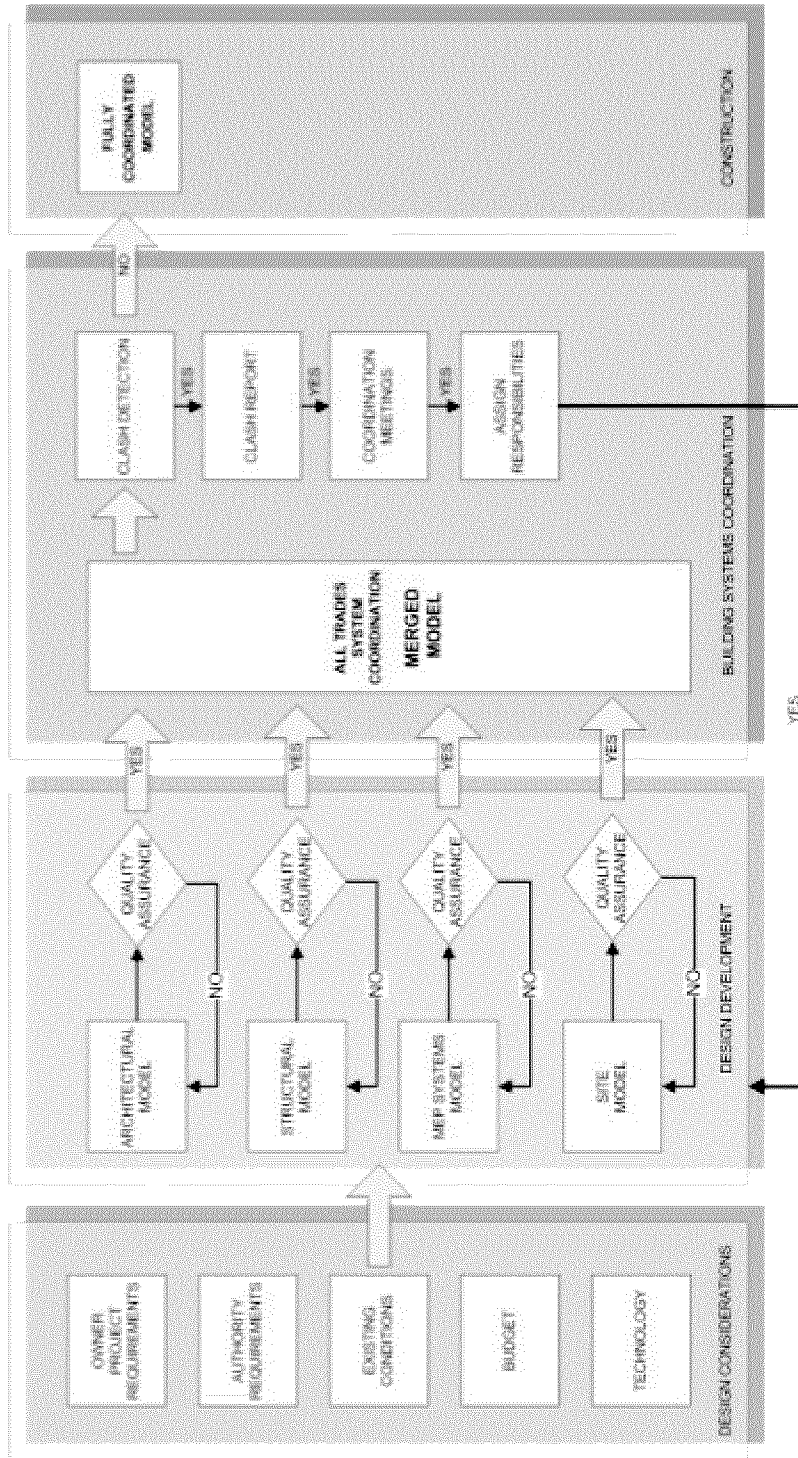 OWNER
PROJECT
REQUIREMENTS
AUTHORITY
REQUIREMENTS
EXISTING
CONDITIONS
BUDGET
TECHNOLOGY
DESIGN CONSIDERATIONS
ARCHITECTURAL
MODEL
QUALITY
ASSURANCE
NO
YES
STRUCTURAL
MODEL
QUALITY
ASSURANCE
NO
YES
MEP SYSTEMS
MODEL
QUALITY
ASSURANCE
NO
YES
SITE
MODEL
QUALITY
ASSURANCE
NO
YES
DESIGN DEVELOPMENT
ALL TRADES
SYSTEM
COORDINATION
MERGED
MODEL
CLASH DETECTION
YES
CLASH REPORT
YES
COORDINATION
MEETINGS
YES
ASSIGN
RESPONSIBILITIES
BUILDING SYSTEMS COORDINATION
YES
NO
FULLY
COORDINATED
MODEL
CONSTRUCTION